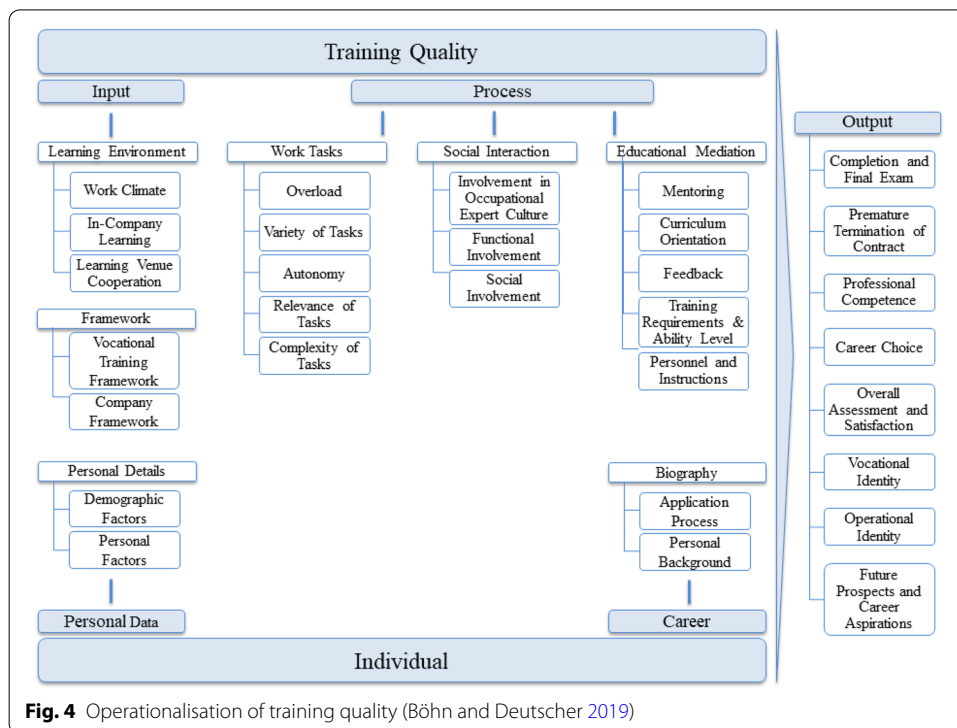 Training Quality
Input
Process
Learning Environment
Work Climate
In-Company
Learning
Learning Venue
Cooperation
Framework
Vocational
Training
Framework
Company
Framework
Work Tasks
Overload
Variety of Tasks
Autonomy
Relevance of
Tasks
Complexity of
Tasks
Social Interaction
Involvement in
Occupational
Expert Culture
Functional
Involvement
Social
Involvement
Educational Mediation
Mentoring
Curriculum
Orientation
Feedback
Training
Requirements &
Ability Level
Personnel and
Instructions
Personal Details
Demographic
Factors
Personal
Factors
Personal Data
Biography
Application
Process
Personal
Background
Career
Individual
Output
Completion and
Final Exam
Premature
Termination of
Contract
Professional
Competence
Career Choice
Overall
Assessment and
Satisfaction
Vocational
Identity
Operational
Identity
Future
Prospects and
Career
Aspirations
Fig. 4 Operationalisation of training quality (Böhn and Deutscher 2019)